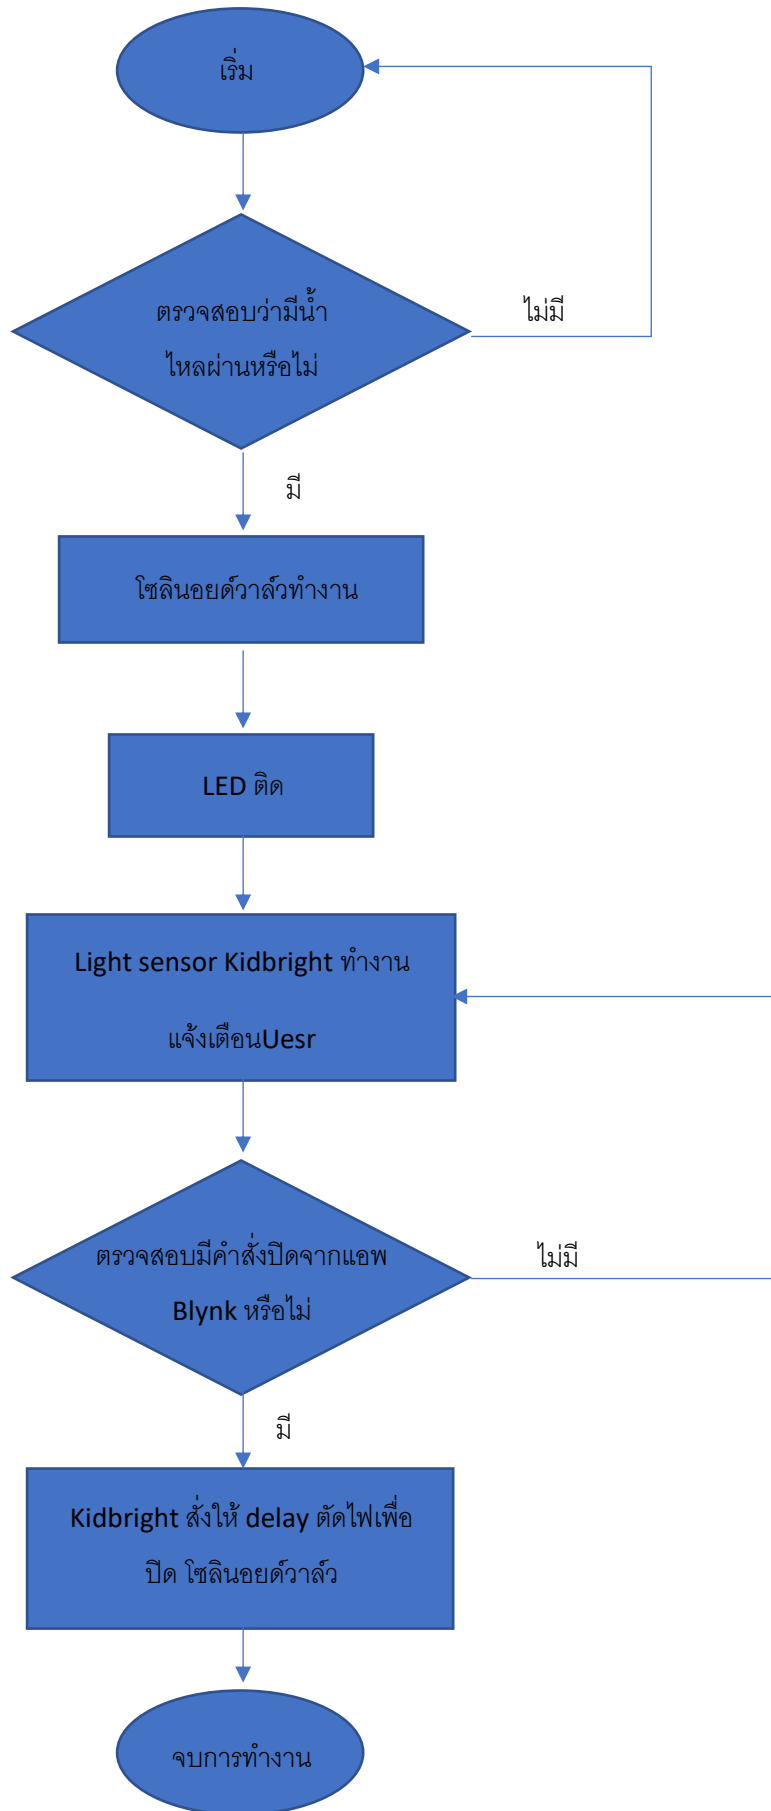 เริ่ม
ตรวจสอบว่ามีน้ำ
ไหลผ่านหรือไม่
ไม่มี
มี
โซลินอยด์วาล์วทำงาน
LED ติด
Light sensor Kidbright ทำงาน
แจ้งเตือนUesr
ตรวจสอบมีคำสั่งปิดจากแอพ
Blynk หรือไม่
ไม่มี
มี
Kidbright สั่งให้ delay ตัดไฟเพื่อ
ปิด โซลินอยด์วาล์ว
จบการทำงาน